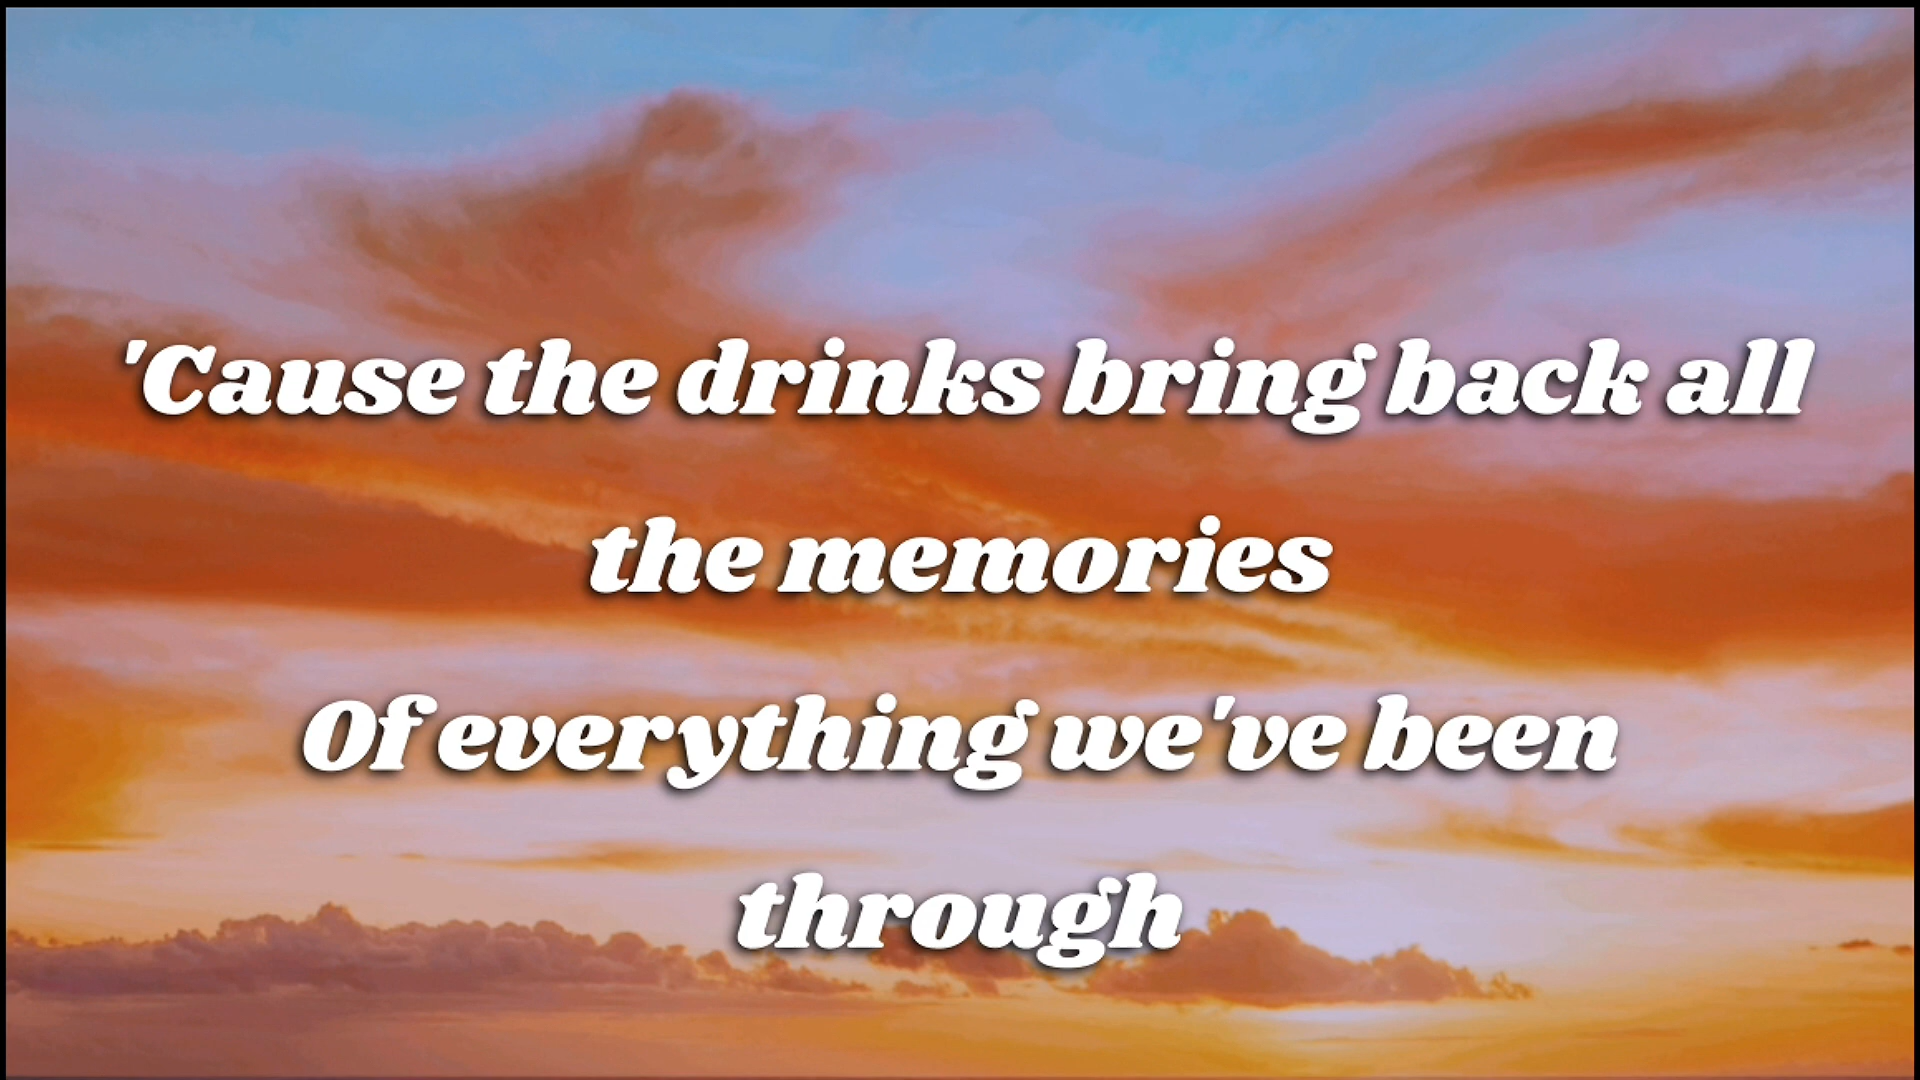 'Cause the drinks bring back all
the memories
Of everything we've been
through